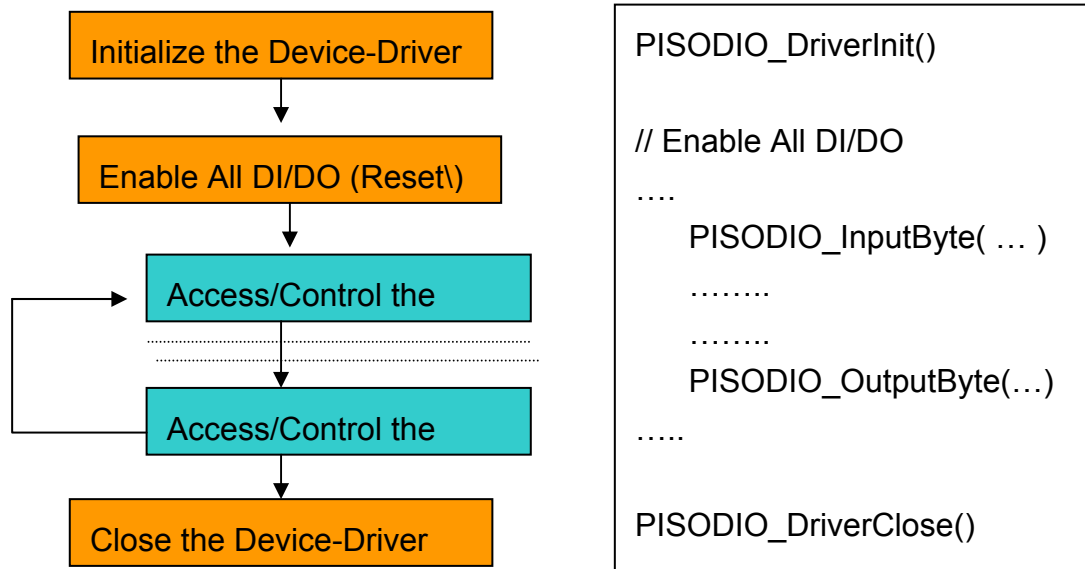 Initialize the Device-Driver
Enable All DI/DO (Reset\)
Access/Control the
Access/Control the
Close the Device-Driver
PISODIO_DriverInit()
// Enable All DI/DO
….
PISODIO_InputByte( … )
……..
……..
PISODIO_OutputByte(…)
…..
PISODIO_DriverClose()